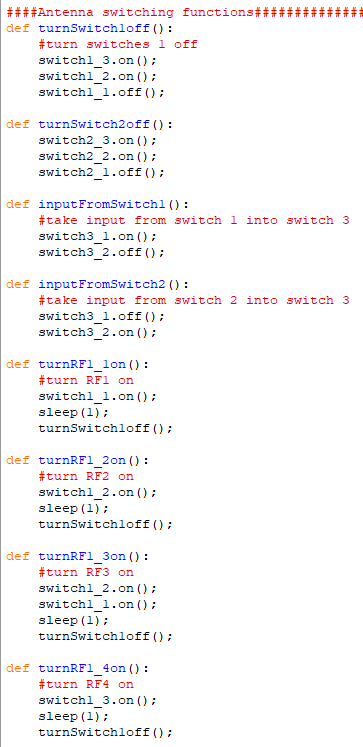 ####Antenna switching functions##############
def turnSwitch1off():
    #turn switches 1 off
    switch1_3.on();
    switch1_2.on();
    switch1_1.off();

def turnSwitch2off():
    switch2_3.on();
    switch2_2.on();
    switch2_1.off();

def inputFromSwitch1():
    #take input from switch 1 into switch 3
    switch3_1.on();
    switch3_2.off();

def inputFromSwitch2():
    #take input from switch 2 into switch 3
    switch3_1.off();
    switch3_2.on();

def turnRF1_1on():
    #turn RF1 on
    switch1_1.on();
    sleep(1);
    turnSwitch1off();

def turnRF1_2on():
    #turn RF2 on
    switch1_2.on();
    sleep(1);
    turnSwitch1off();

def turnRF1_3on():
    #turn RF3 on
    switch1_2.on();
    switch1_1.on();
    sleep(1);
    turnSwitch1off();

def turnRF1_4on():
    #turn RF4 on
    switch1_3.on();
    sleep(1);
    turnSwitch1off();